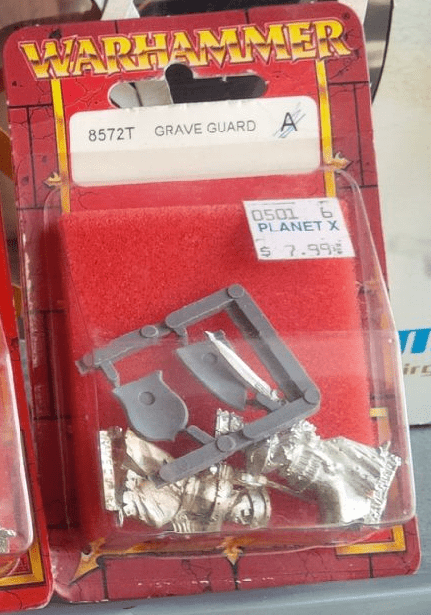 WARHAMMER
8572T GRAVE GUARD A
0501 6
PLANET X
$ 7.99